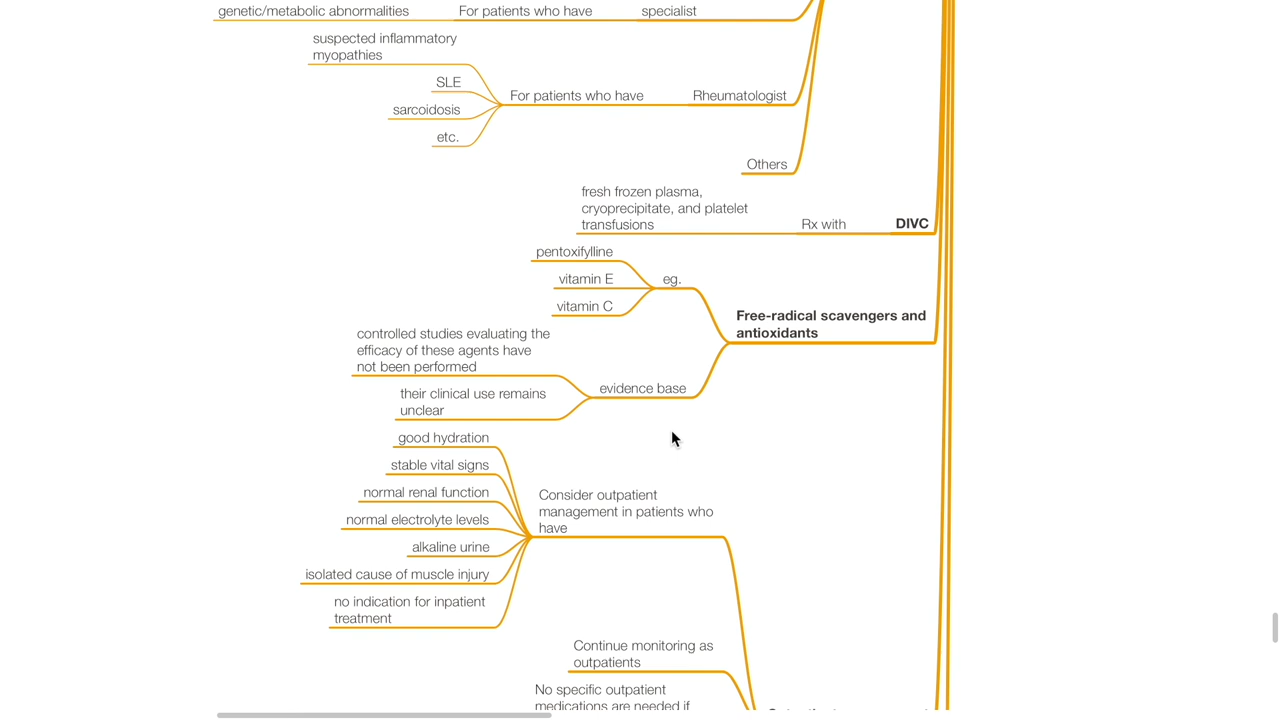 genetic/metabolic abnormalities
For patients who have
specialist
suspected inflammatory
myopathies
SLE
sarcoidosis
etc.
For patients who have
Rheumatologist
Others
fresh frozen plasma,
cryoprecipitate, and platelet
transfusions
Rx with
DIVC
pentoxifylline
vitamin E
vitamin C
eg.
Free-radical scavengers and
antioxidants
controlled studies evaluating the
efficacy of these agents have
not been performed
their clinical use remains
unclear
evidence base
good hydration
stable vital signs
normal renal function
normal electrolyte levels
alkaline urine
isolated cause of muscle injury
no indication for inpatient
treatment
Consider outpatient
management in patients who
have
Continue monitoring as
outpatients
No specific outpatient
medications are needed if